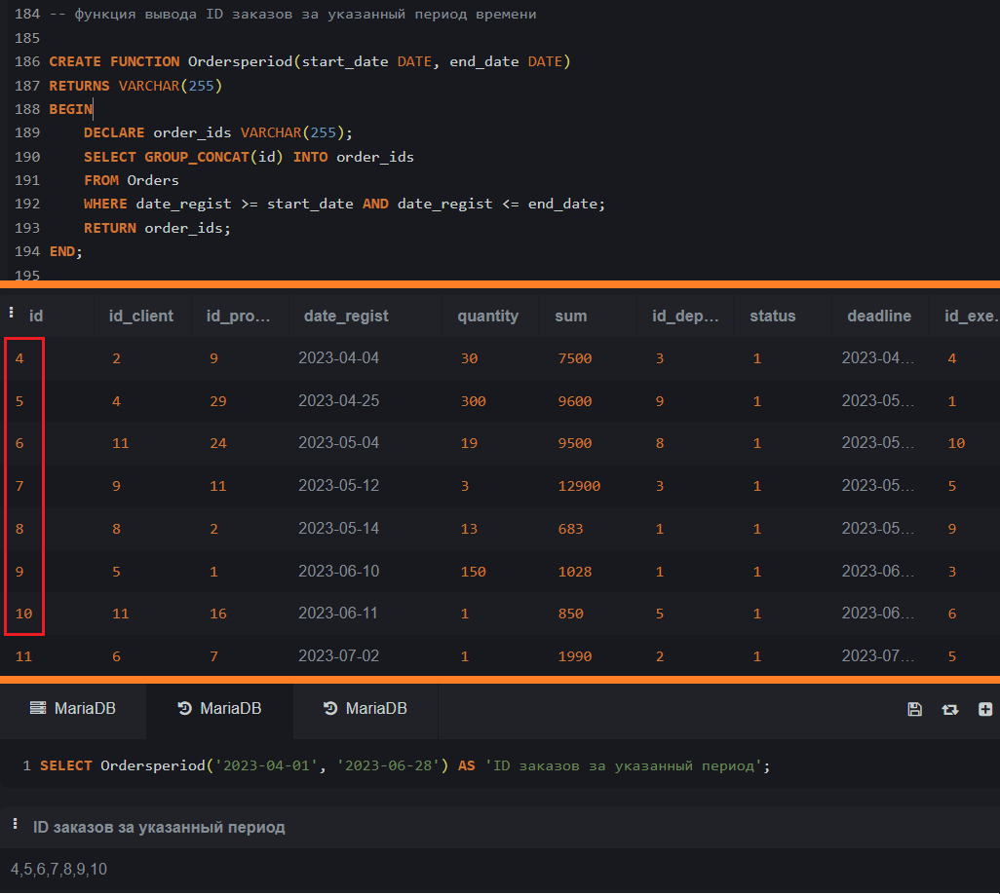 184 -- функция вывода ID заказов за указанный период времени
185
186 CREATE FUNCTION Ordersperiod(start_date DATE, end_date DATE)
187 RETURNS VARCHAR(255)
188 BEGIN
189 DECLARE order_ids VARCHAR(255);
190 SELECT GROUP_CONCAT(id) INTO order_ids
191 FROM Orders
192 WHERE date_regist >= start_date AND date_regist <= end_date;
193 RETURN order_ids;
194 END;
195
id id_client id_pro... date_regist quantity sum id_dep... status deadline id_exe.
4 2 9 2023-04-04 30 7500 3 1 2023-04... 4
5 4 29 2023-04-25 300 9600 9 1 2023-05... 1
6 11 24 2023-05-04 19 9500 8 1 2023-05... 10
7 9 11 2023-05-12 3 12900 3 1 2023-05... 5
8 8 2 2023-05-14 13 683 1 1 2023-05... 9
9 5 1 2023-06-10 150 1028 1 1 2023-06... 3
10 11 16 2023-06-11 1 850 5 1 2023-06... 6
11 6 7 2023-07-02 1 1990 2 1 2023-07... 5
MariaDB MariaDB MariaDB
1 SELECT Ordersperiod('2023-04-01', '2023-06-28') AS 'ID заказов за указанный период';
ID заказов за указанный период
4,5,6,7,8,9,10